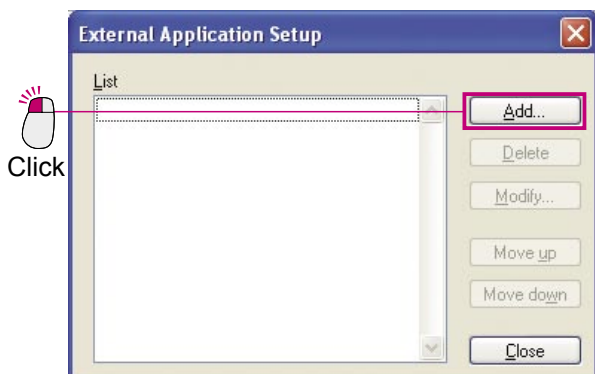 External Application Setup
List
Add...
Click
Delete
Modify...
Move up
Move down
Close